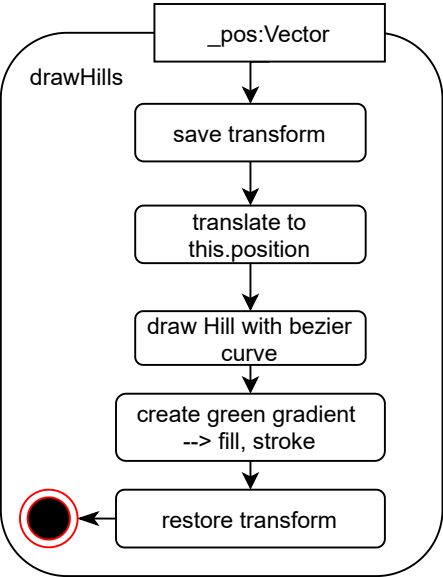 _pos:Vector
drawHills
save transform
translate to
this.position
draw Hill with bezier
curve
create green gradient
--> fill, stroke
restore transform